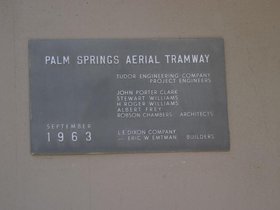 PALM SPRINGS AERIAL TRAMWAY
TUDOR ENGINEERING COMPANY
PROJECT ENGINEERS
JOHN PORTER CLARK
STEWART WILLIAMS
H ROGER WILLIAMS
ALBERT FREY
ROBSON CHAMBERS ARCHITECTS
SEPTEMBER
1963
L E DIXON COMPANY
ERIC W EMTMAN BUILDERS